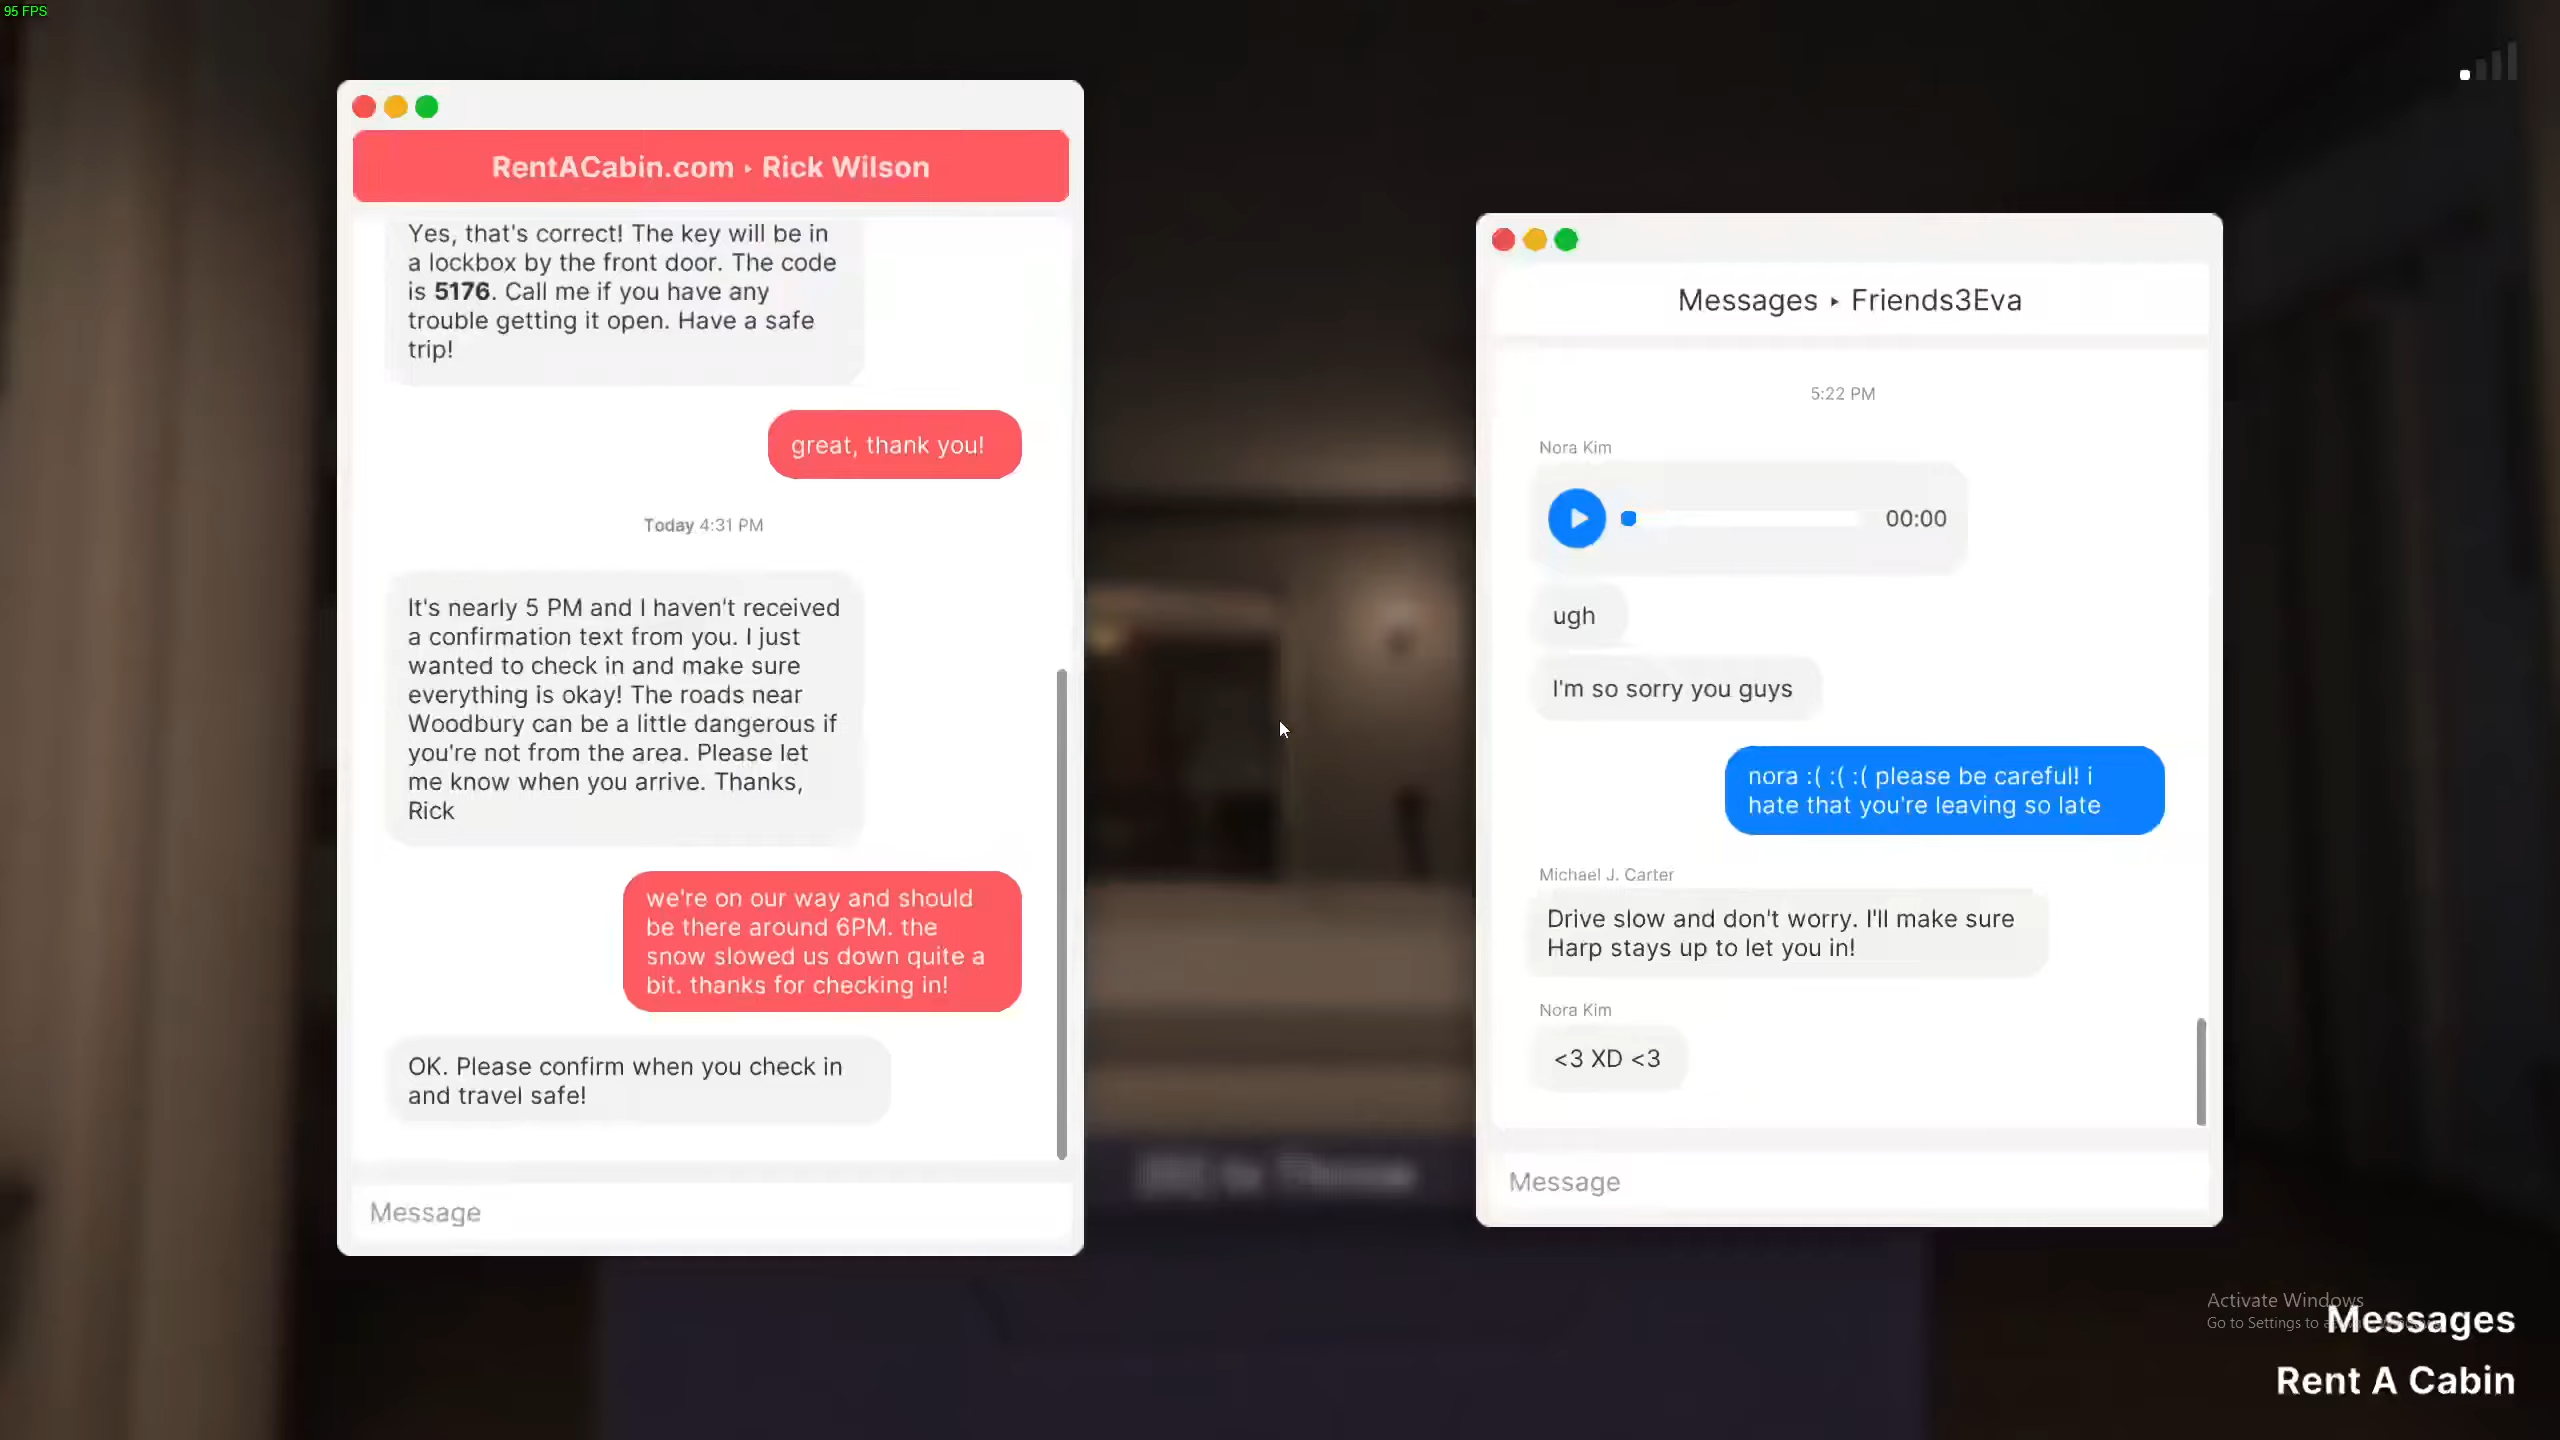 95 FPS
RentACabin.com ▸ Rick Wilson
Yes, that's correct! The key will be in
a lockbox by the front door. The code
is 5176. Call me if you have any
trouble getting it open. Have a safe
trip!
great, thank you!
Today 4:31 PM
It's nearly 5 PM and I haven't received
a confirmation text from you. I just
wanted to check in and make sure
everything is okay! The roads near
Woodbury can be a little dangerous if
you're not from the area. Please let
me know when you arrive. Thanks,
Rick
we're on our way and should
be there around 6PM. the
snow slowed us down quite a
bit. thanks for checking in!
OK. Please confirm when you check in
and travel safe!
Message
Messages ▸ Friends3Eva
5:22 PM
Nora Kim
00:00
ugh
I'm so sorry you guys
nora :( :( :( please be careful! i
hate that you're leaving so late
Michael J. Carter
Drive slow and don't worry. I'll make sure
Harp stays up to let you in!
Nora Kim
<3 XD <3
Message
Activate Windows
Go to Settings to
Messages
Rent A Cabin